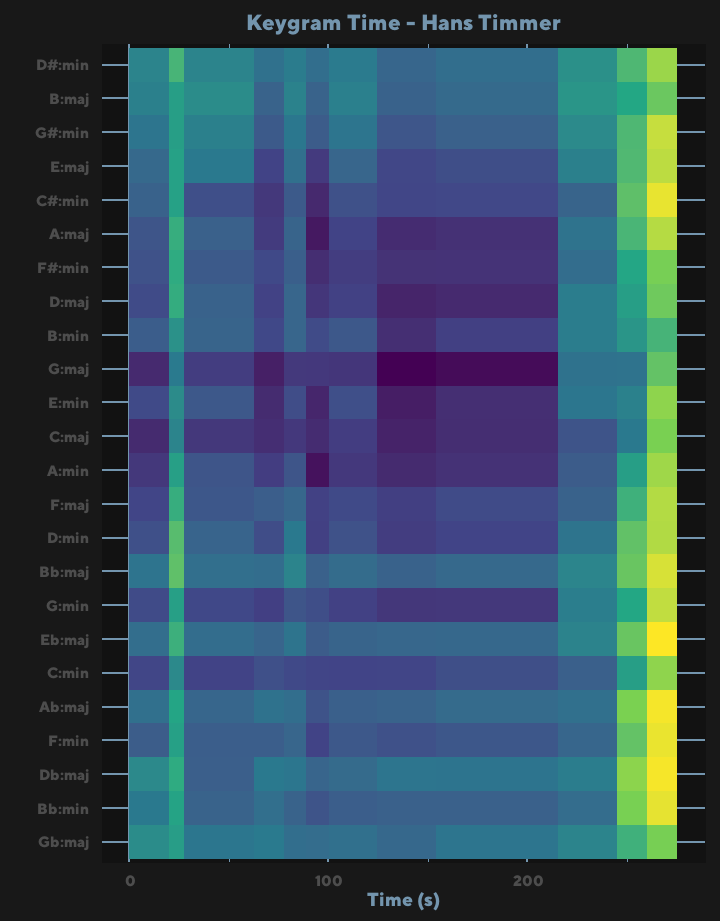 Keygram Time - Hans Timmer
D#:min
B:maj
G#:min
E:maj
C#:min
A:maj
F#:min
D:maj
B:min
G:maj
E:min
C:maj
A:min
F:maj
D:min
Bb:maj
G:min
Eb:maj
C:min
Ab:maj
F:min
Db:maj
Bb:min
Gb:maj
0 100 200
Time (s)